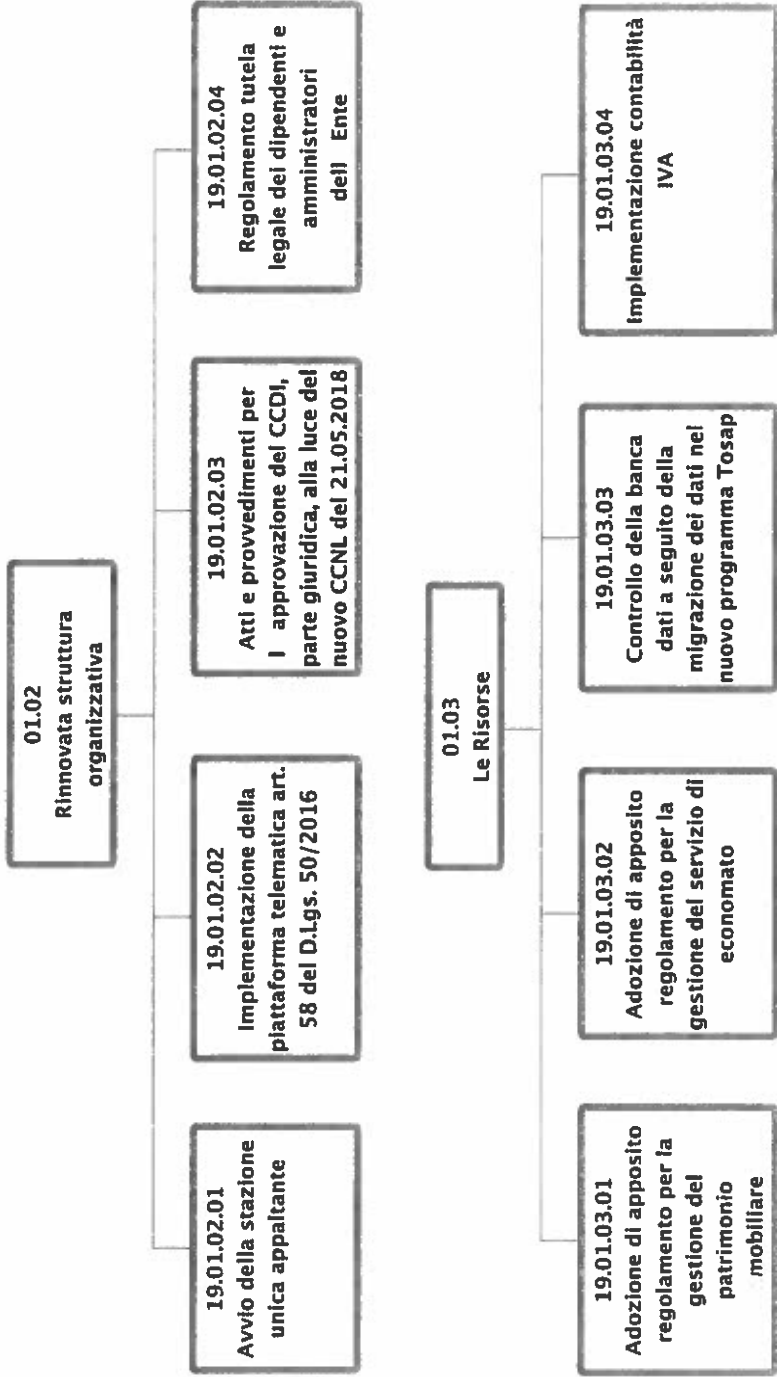 01.02
Rinnovata struttura
organizzativa
19.01.02.01
Avvio della stazione
unica appaltante
19.01.02.02
Implementazione della
piattaforma telematica art.
58 del D.Lgs. 50/2016
19.01.02.03
Atti e provvedimenti per
l approvazione del CCDI,
parte giuridica, alla luce del
nuovo CCNL del 21.05.2018
19.01.02.04
Regolamento tutela
legale dei dipendenti e
amministratori
dell Ente
01.03
Le Risorse
19.01.03.01
Adozione di apposito
regolamento per la
gestione del
patrimonio
mobiliare
19.01.03.02
Adozione di apposito
regolamento per la
gestione del servizio di
economato
19.01.03.03
Controllo della banca
dati a seguito della
migrazione dei dati nel
nuovo programma Tosap
19.01.03.04
Implementazione contabilità
IVA